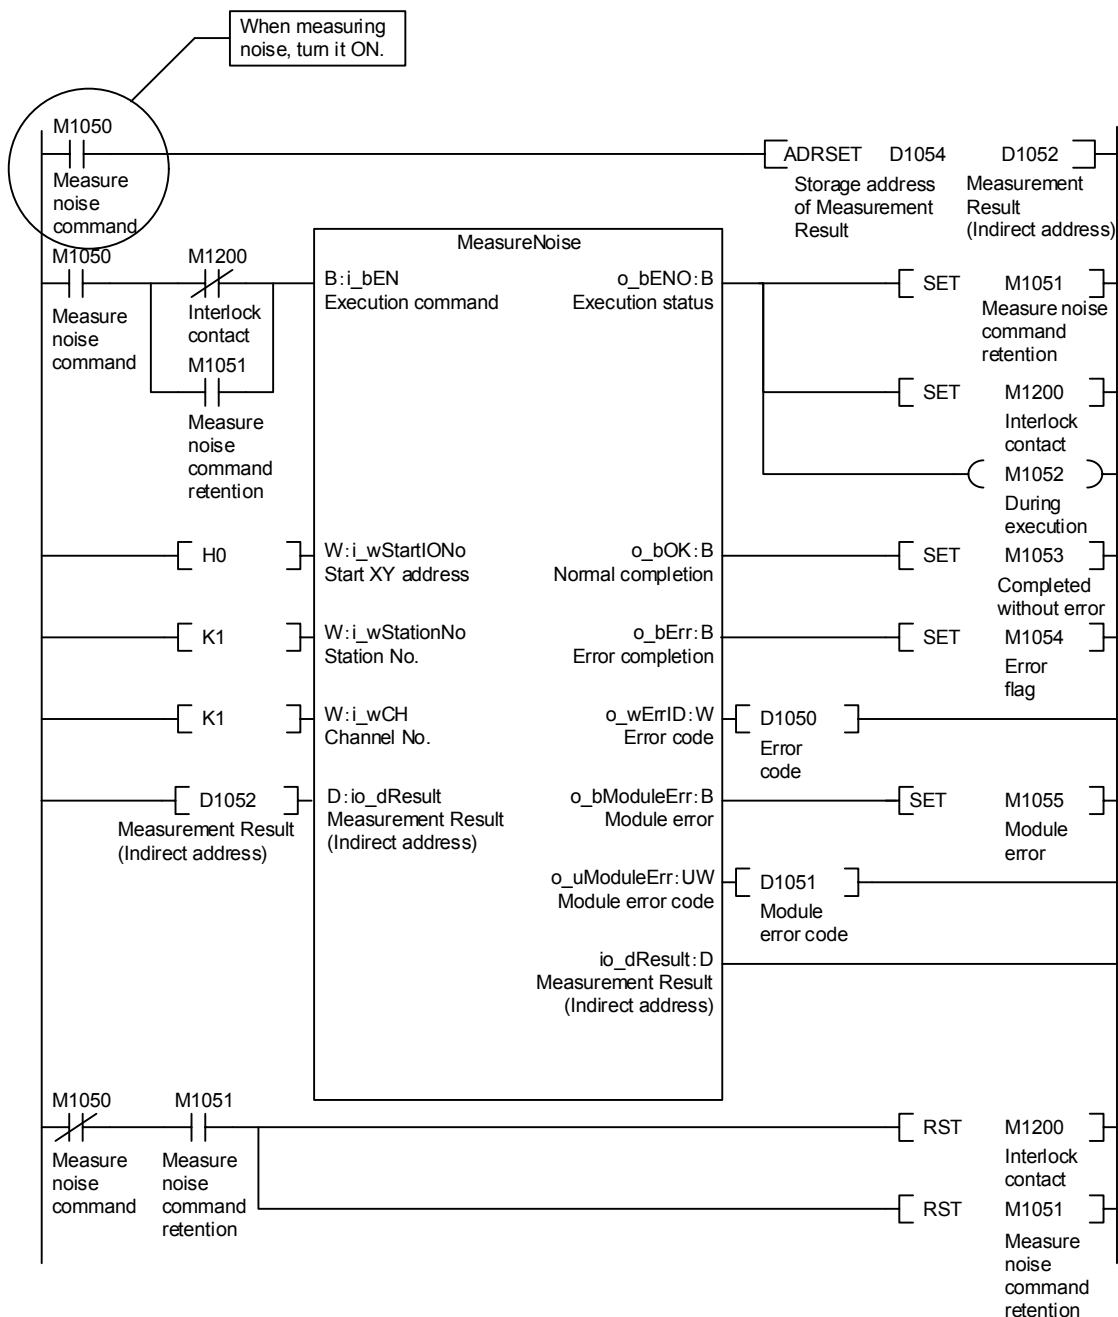 When measuring
noise, turn it ON.
M1050
ADRSET D1054 D1052
Measure
noise
command
Storage address
of Measurement
Result
Measurement
Result
(Indirect address)
MeasureNoise
M1050
M1200
B:i_bEN
o_bENO:B
SET M1051
Measure
noise
command
Interlock
contact
Execution command
Execution status
Measure noise
command
retention
M1051
SET M1200
Measure
noise
command
retention
Interlock
contact
M1052
During
execution
H0
W:i_wStartIONo
Start XY address
o_bOK:B
Normal completion
SET M1053
Completed
without error
K1
W:i_wStationNo
Station No.
o_bErr:B
Error completion
SET M1054
Error
flag
K1
W:i_wCH
Channel No.
o_wErrID:W
Error code
D1050
Error
code
D1052
Measurement Result
(Indirect address)
D:io_dResult
Measurement Result
(Indirect address)
o_bModuleErr:B
Module error
SET M1055
Module
error
o_uModuleErr:UW
Module error code
D1051
Module
error code
io_dResult:D
Measurement Result
(Indirect address)
M1050
M1051
RST M1200
Measure
noise
command
Measure
noise
command
retention
Interlock
contact
RST M1051
Measure
noise
command
retention